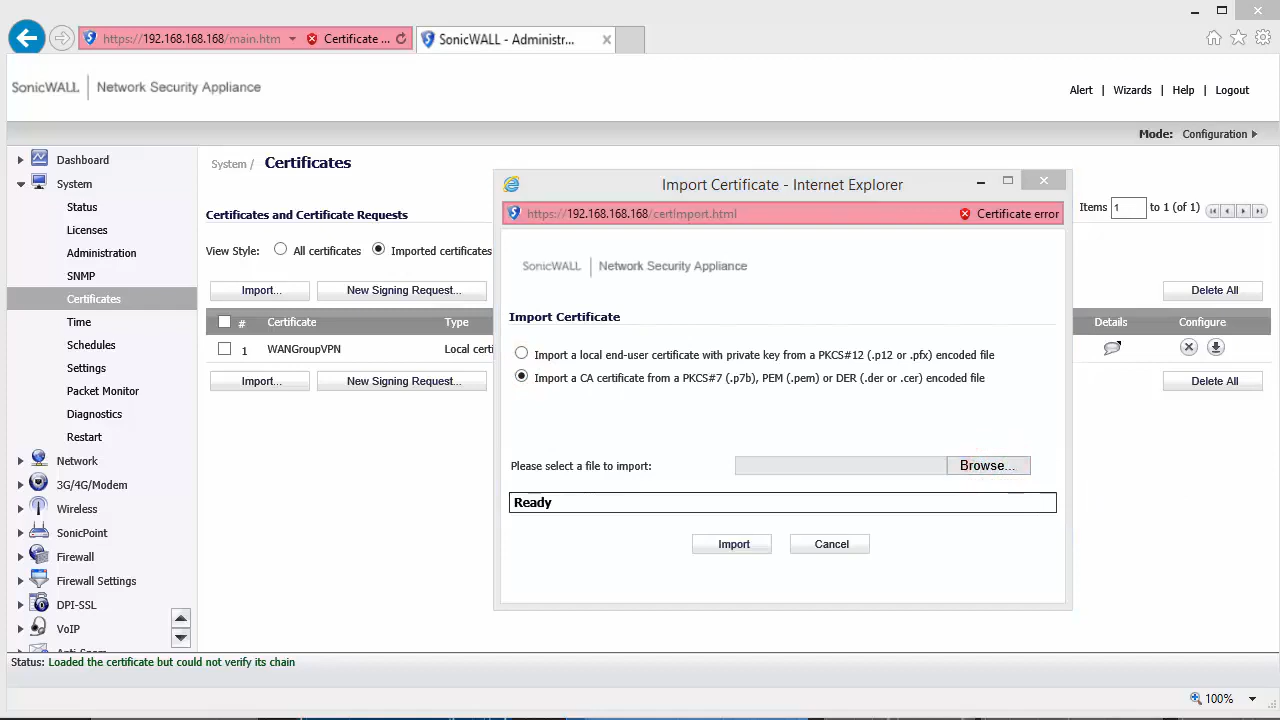 https://192.168.168.168/main.htm
Certificate ...
SonicWALL - Administr...
SonicWALL | Network Security Appliance
Alert | Wizards | Help | Logout
Mode: Configuration
Dashboard
System
Status
Licenses
Administration
SNMP
Certificates
Time
Schedules
Settings
Packet Monitor
Diagnostics
Restart
Network
3G/4G/Modem
Wireless
SonicPoint
Firewall
Firewall Settings
DPI-SSL
VoIP
System / Certificates
Certificates and Certificate Requests
Items 1 to 1 (of 1)
View Style: All certificates Imported certificates
Import... New Signing Request... Delete All
# Certificate Type Details Configure
1 WANGroupVPN Local certi
Import... New Signing Request... Delete All
Import Certificate - Internet Explorer
https://192.168.168.168/certImport.html Certificate error
SonicWALL | Network Security Appliance
Import Certificate
Import a local end-user certificate with private key from a PKCS#12 (.p12 or .pfx) encoded file
Import a CA certificate from a PKCS#7 (.p7b), PEM (.pem) or DER (.der or .cer) encoded file
Please select a file to import: Browse...
Ready
Import Cancel
Status: Loaded the certificate but could not verify its chain
100%